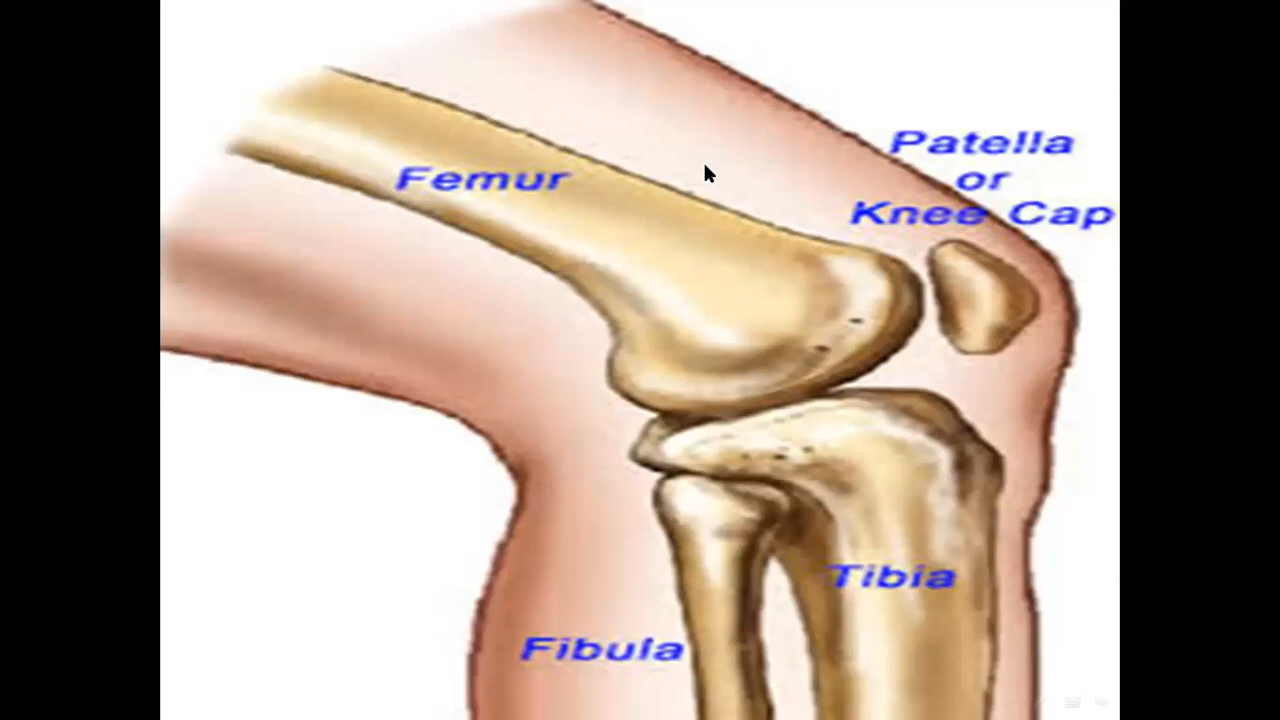 Patella
or
Knee Cap
Femur
Tibia
Fibula